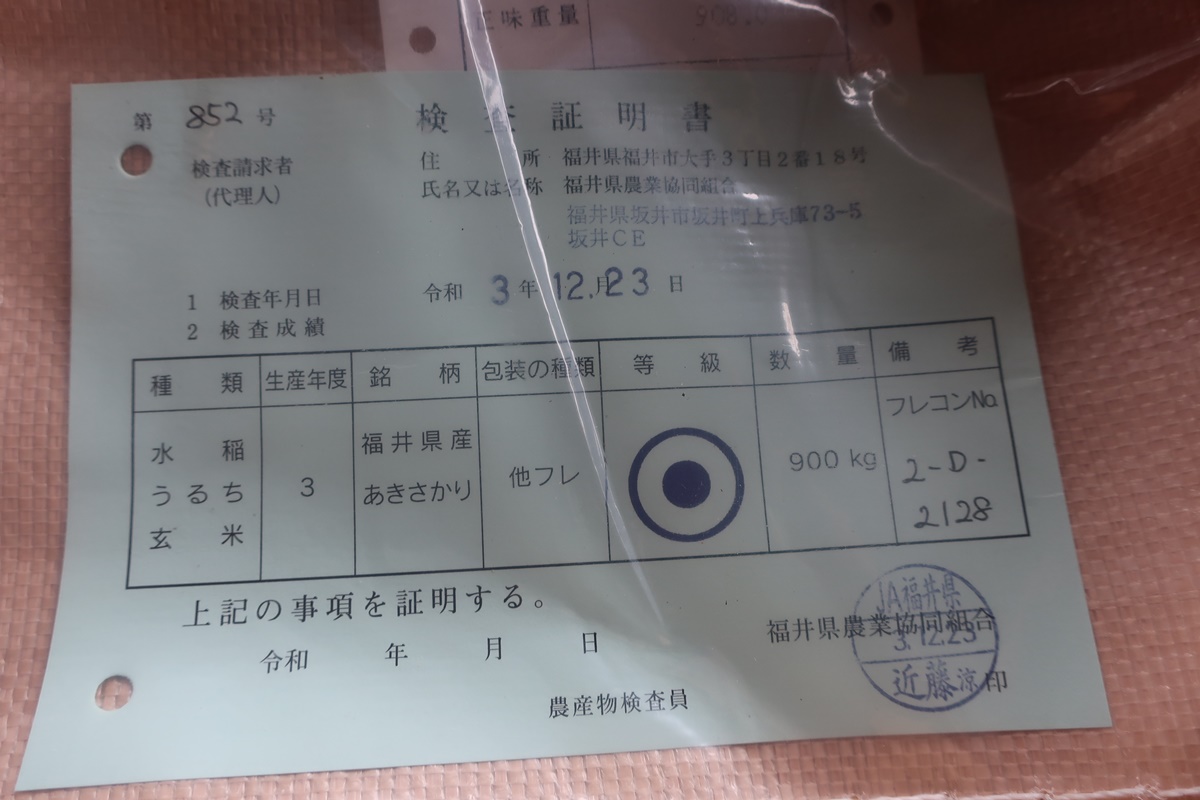 正味重量 908.0
第 852 号
検査証明書
検査請求者
(代理人)
住所 福井県福井市大手3丁目2番18号
氏名又は名称 福井県農業協同組合
福井県坂井市坂井町上兵庫73-5
坂井CE
1 検査年月日 令和 3年 12.月23 日
2 検査成績
種類 生産年度 銘柄 包装の種類 等級 数量 備考
水稲
うるち
玄米
3
福井県産
あきさかり
他フレ
900 kg
フレコンNo.
2-D-
2128
上記の事項を証明する。
令和 年 月 日
福井県農業協同組合
農産物検査員
印
JA福井県
3.12.23
近藤 涼